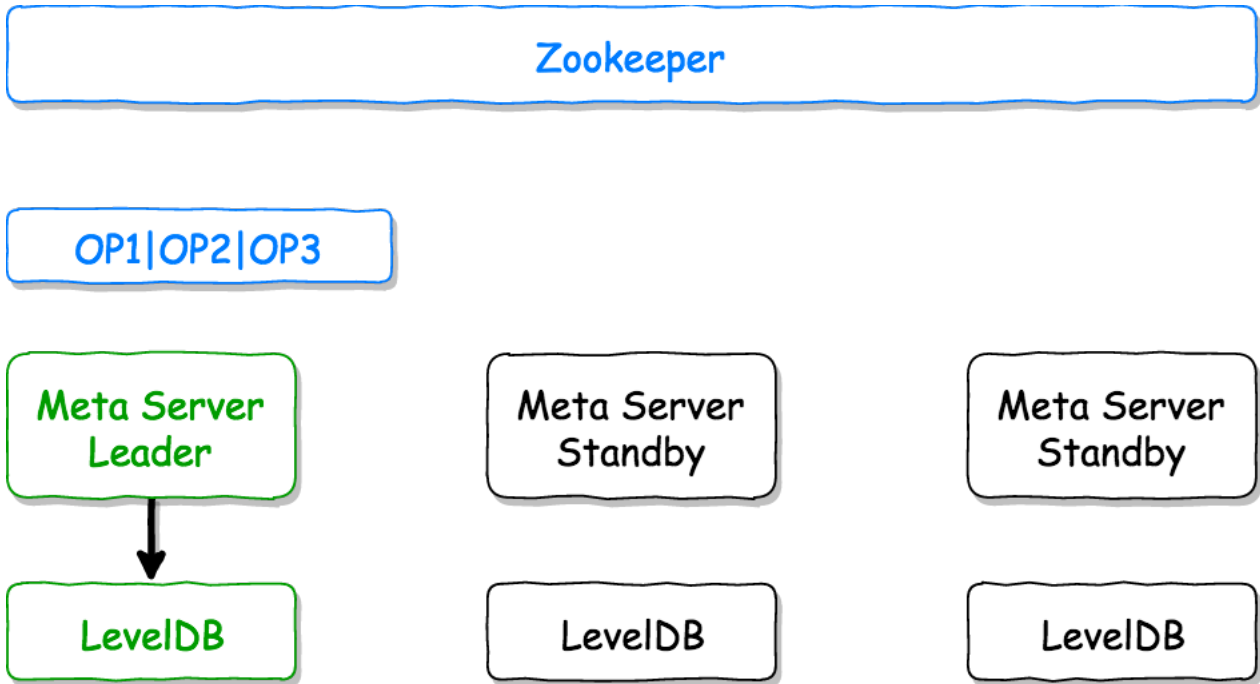 Zookeeper
OP1|OP2|OP3
Meta Server
Leader
Meta Server
Standby
Meta Server
Standby
LevelDB
LevelDB
LevelDB